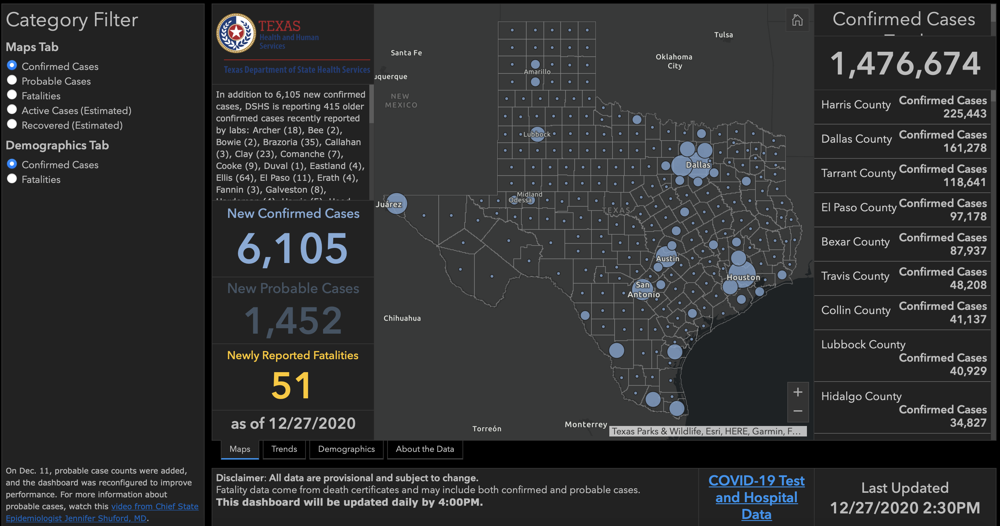 Category Filter
Maps Tab
Confirmed Cases
Probable Cases
Fatalities
Active Cases (Estimated)
Recovered (Estimated)
Demographics Tab
Confirmed Cases
Fatalities
On Dec. 11, probable case counts were added,
and the dashboard was reconfigured to improve
performance. For more information about
probable cases, watch this video from Chief State
Epidemiologist Jennifer Shuford, MD.
TEXAS
Health and Human
Services
Texas Department of State Health Services
In addition to 6,105 new confirmed
cases, DSHS is reporting 415 older
confirmed cases recently reported
by labs: Archer (18), Bee (2),
Bowie (2), Brazoria (35), Callahan
(3), Clay (23), Comanche (7),
Cooke (9), Duval (1), Eastland (4),
Ellis (64), El Paso (11), Erath (4),
Fannin (3), Galveston (8),
New Confirmed Cases
6,105
New Probable Cases
1,452
Newly Reported Fatalities
51
as of 12/27/2020
Tulsa
Santa Fe
Oklahoma
City
uquerque
Amarillo
NEW
MEXICO
Lubbock
Dallas
Midland
Odessa
Juárez
TEXAS
Austin
Houston
San
Antonio
Chihuahua
Torreón
Monterrey
+
−
Texas Parks & Wildlife, Esri, HERE, Garmin, F...
Confirmed Cases
1,476,674
Harris County Confirmed Cases
225,443
Dallas County Confirmed Cases
161,278
Tarrant County Confirmed Cases
118,641
El Paso County Confirmed Cases
97,178
Bexar County Confirmed Cases
87,937
Travis County Confirmed Cases
48,208
Collin County Confirmed Cases
41,137
Lubbock County
Confirmed Cases
40,929
Hidalgo County
Confirmed Cases
34,827
Maps
Trends
Demographics
About the Data
Disclaimer: All data are provisional and subject to change.
Fatality data come from death certificates and may include both confirmed and probable cases.
This dashboard will be updated daily by 4:00PM.
COVID-19 Test
and Hospital
Data
Last Updated
12/27/2020 2:30PM